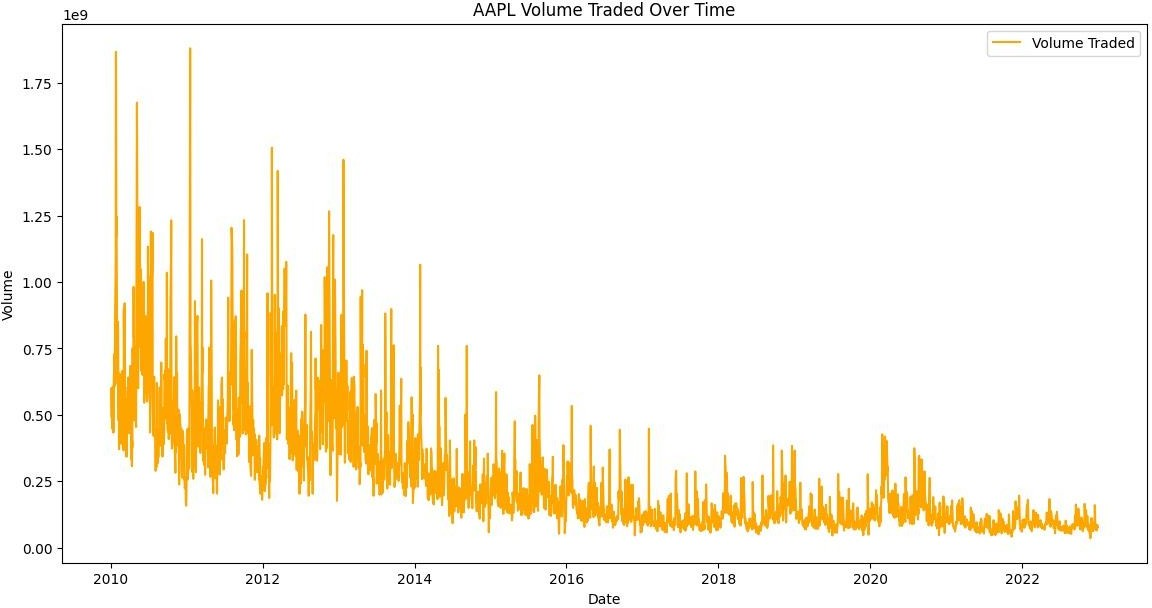 AAPL Volume Traded Over Time
1e9
Volume Traded
1.75
1.50
1.25
1.00
0.75
0.50
0.25
0.00
Volume
2010 2012 2014 2016 2018 2020 2022
Date